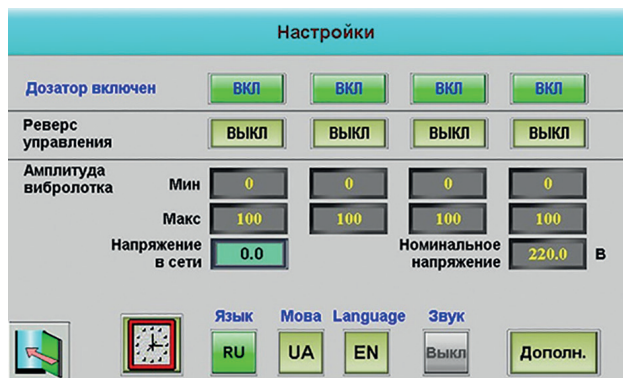 Настройки
Дозатор включен ВКЛ ВКЛ ВКЛ ВКЛ
Реверс
управления ВЫКЛ ВЫКЛ ВЫКЛ ВЫКЛ
Амплитуда
вибролотка
Мин 0 0 0 0
Макс 100 100 100 100
Напряжение
в сети 0.0
Номинальное
напряжение 220.0 В
Язык Мова Language Звук
RU UA EN Выкл Дополн.